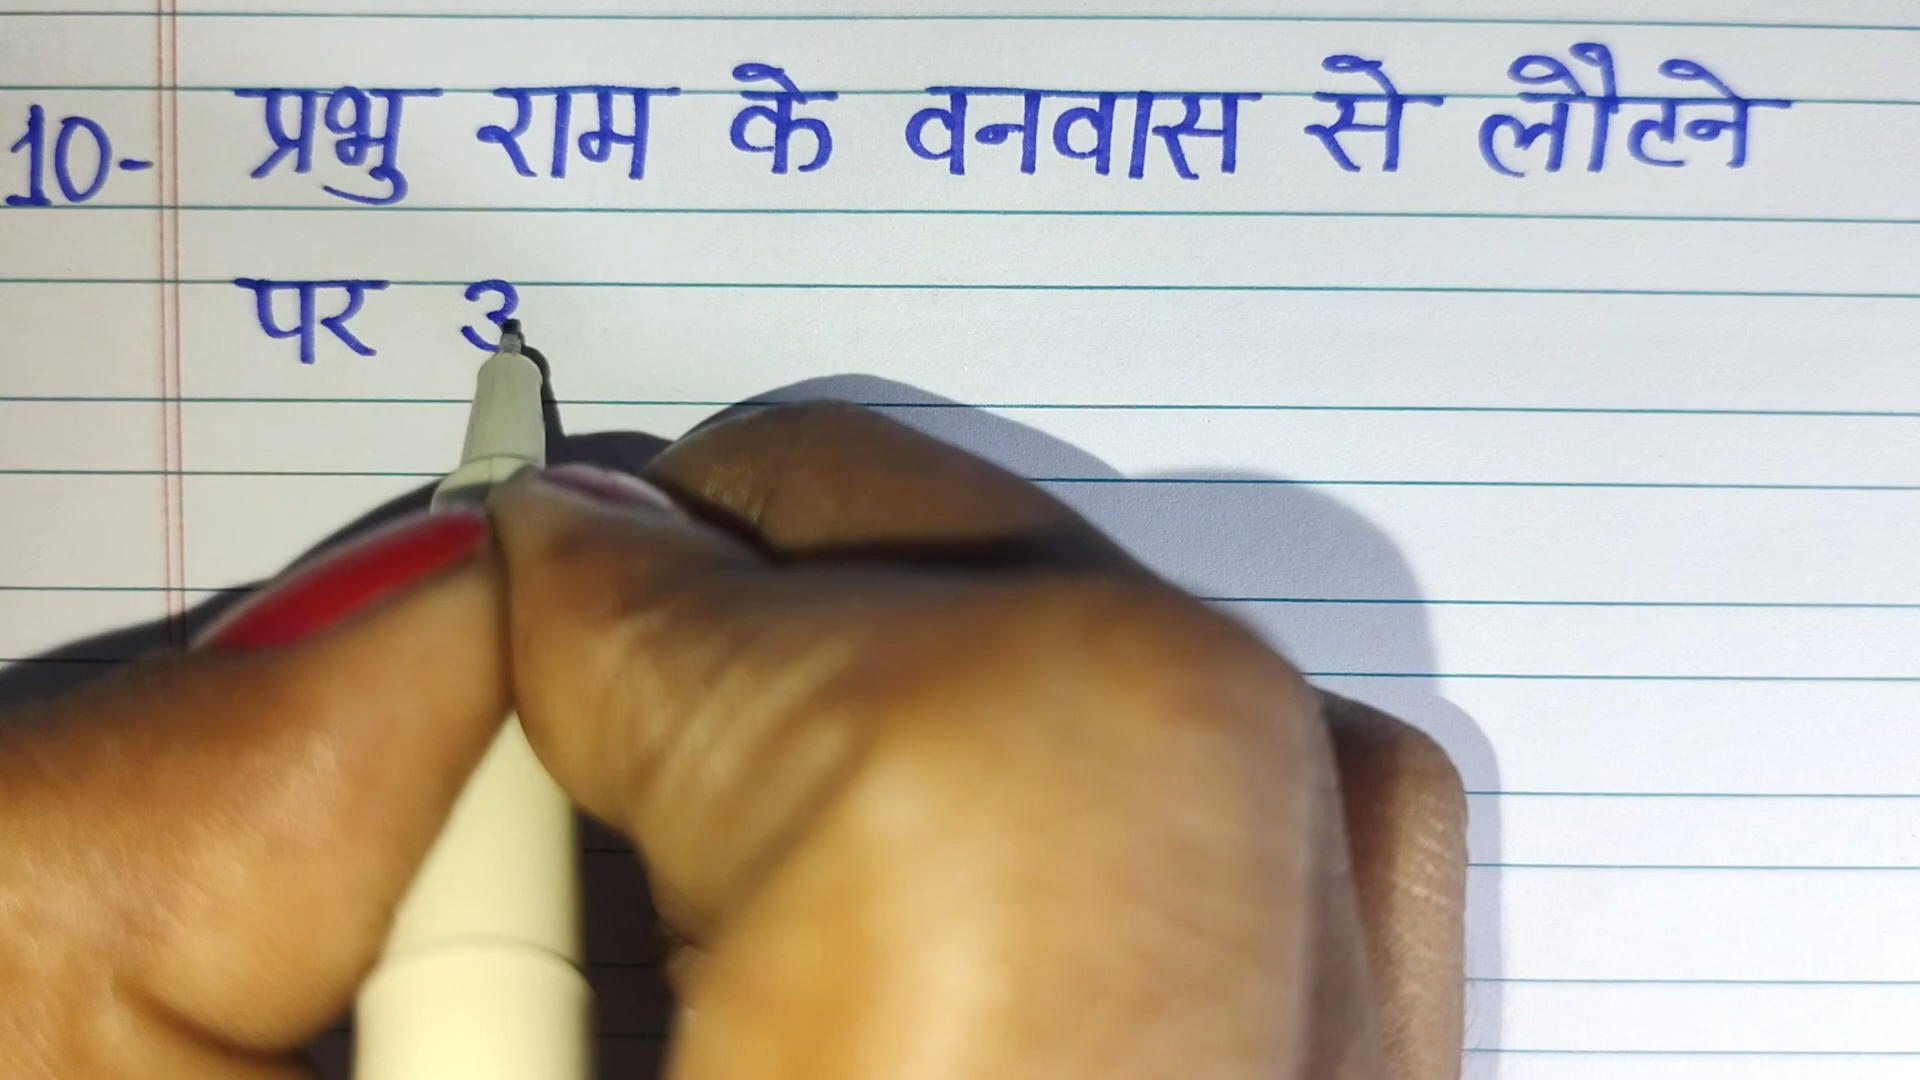 10- प्रभु राम के वनवास से लौटने
पर